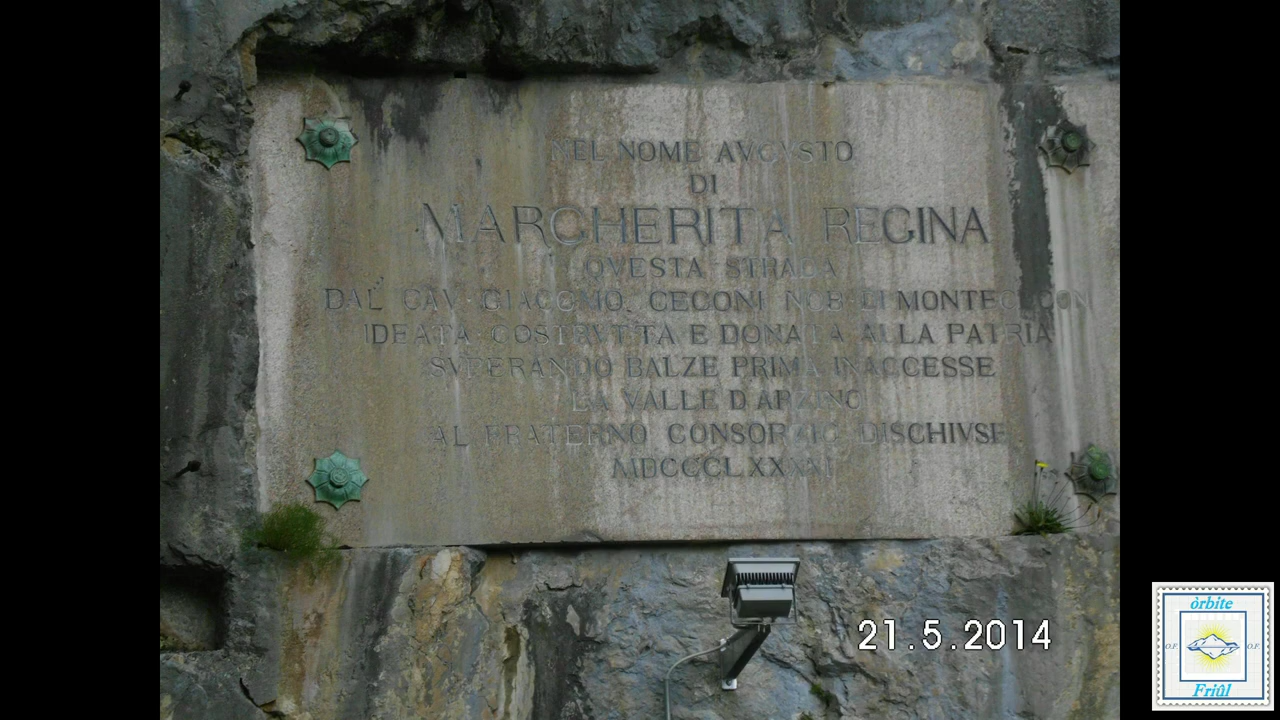 NEL NOME AVGVSTO
DI
MARGHERITA REGINA
QVESTA STRADA
DAL CAV. GIACOMO CECONI NOB. DI MONTECECON
IDEATA COSTRVTTA E DONATA ALLA PATRIA
SVPERANDO BALZE PRIMA INACCESSE
LA VALLE D'ARZINO
AL FRATERNO CONSORZIO DISCHIVSE
21.5.2014
òrbite
O.F. O.F.
Friûl